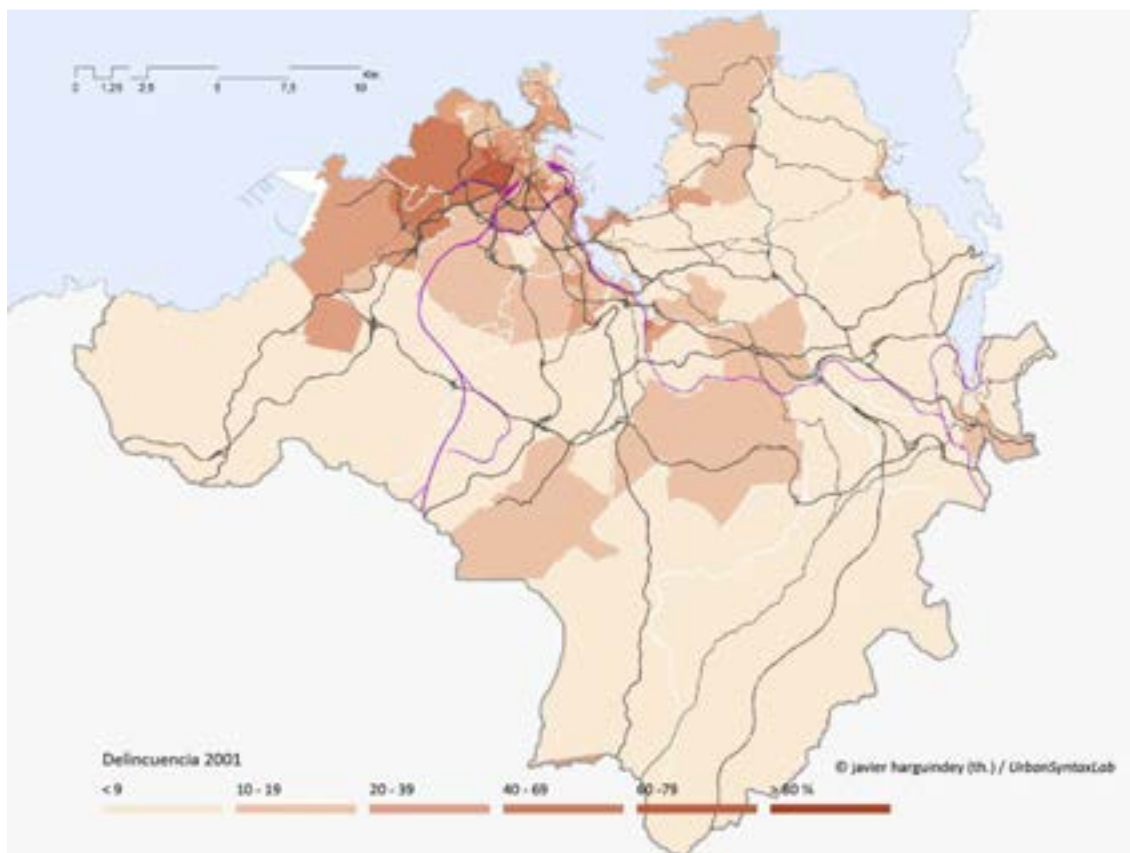 0 1,25 2,5 5 7,5 10
Km
Delincuencia 2001
< 9 10 - 19 20 - 39 40 - 69 60 -79 > 80 %
© javier harguindey (th.) / UrbanSyntaxLab